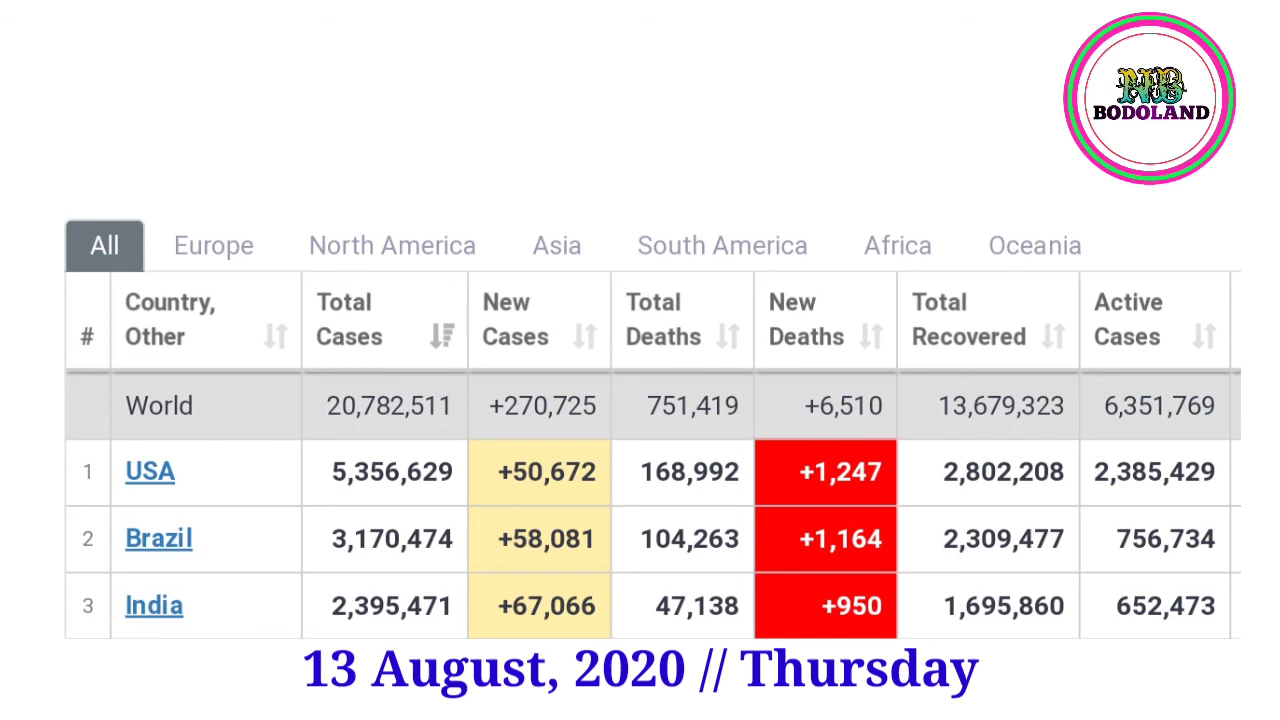 NB
BODOLAND
All Europe North America Asia South America Africa Oceania
# Country, Other Total Cases New Cases Total Deaths New Deaths Total Recovered Active Cases
World 20,782,511 +270,725 751,419 +6,510 13,679,323 6,351,769
1 USA 5,356,629 +50,672 168,992 +1,247 2,802,208 2,385,429
2 Brazil 3,170,474 +58,081 104,263 +1,164 2,309,477 756,734
3 India 2,395,471 +67,066 47,138 +950 1,695,860 652,473
13 August, 2020 // Thursday